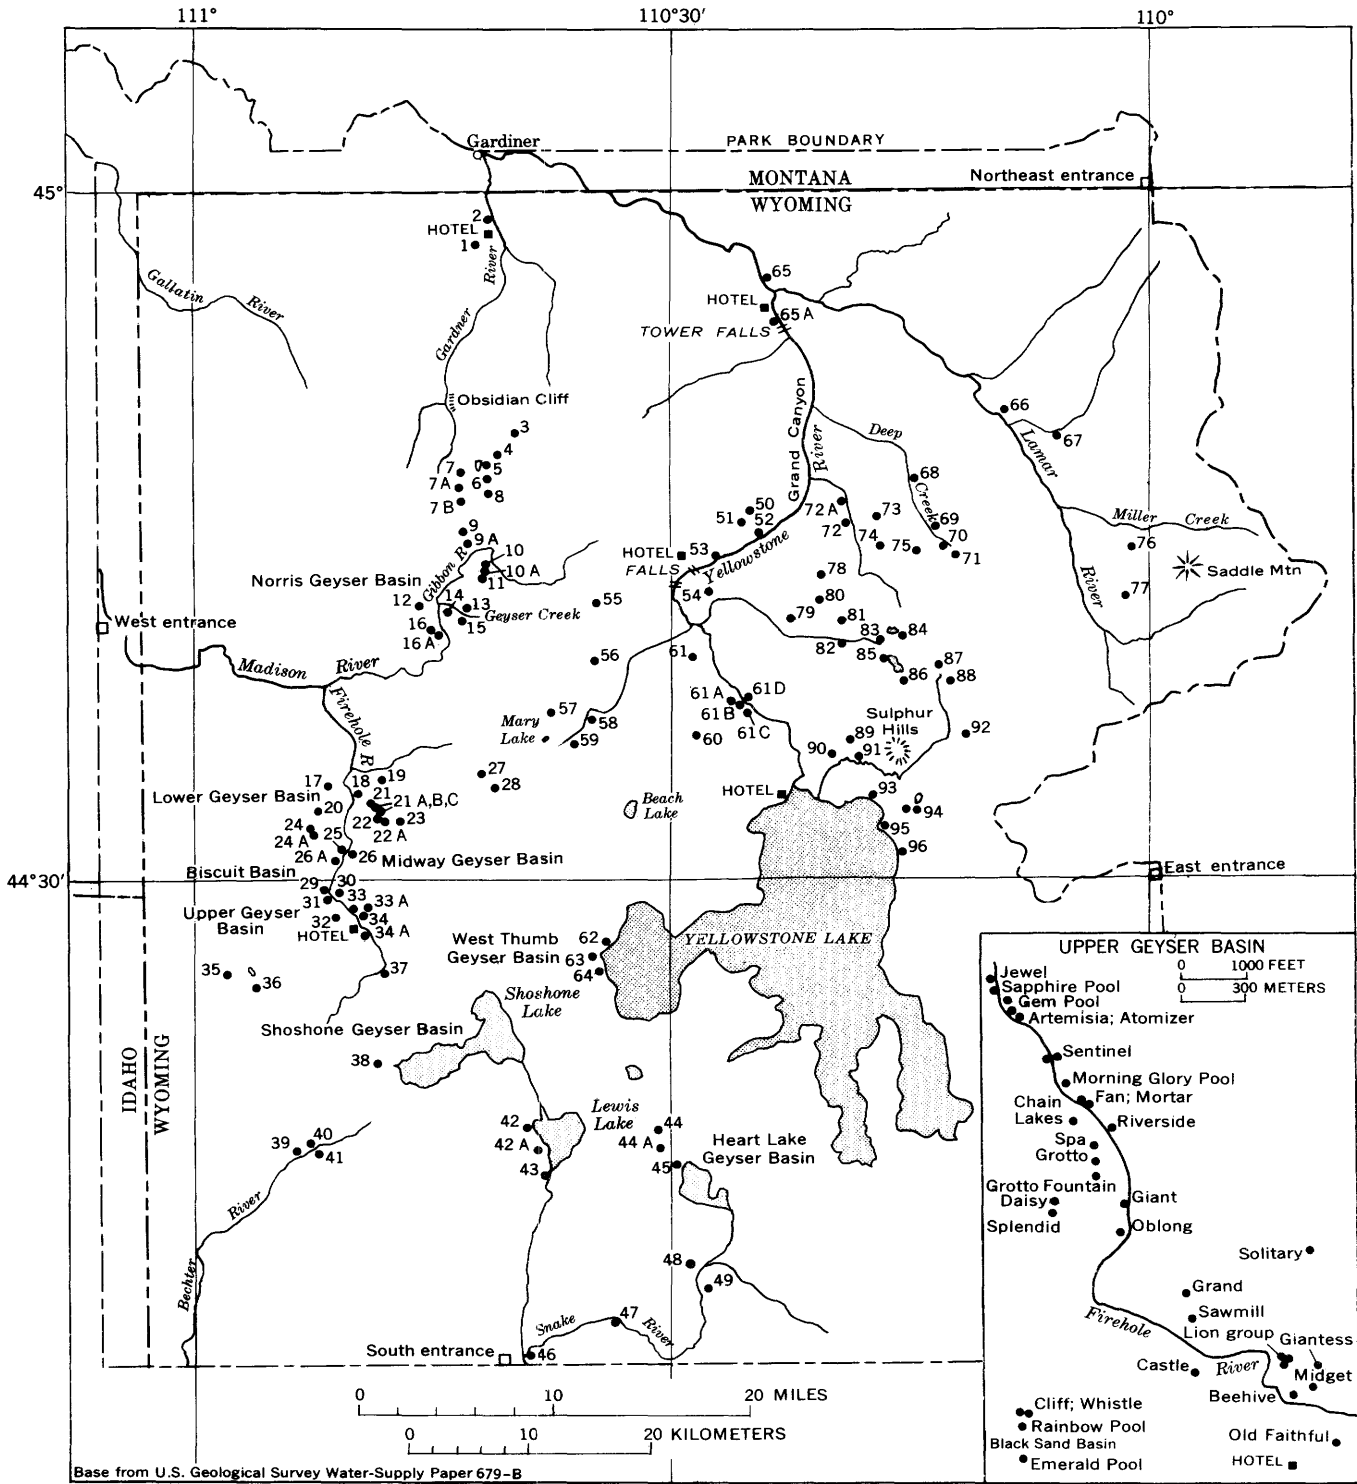 111°
110°30'
110°
Gardiner
PARK BOUNDARY
45°
MONTANA
WYOMING
Northeast entrance
2
HOTEL
1
River
Gardner
Gallatin
River
65
HOTEL
65 A
TOWER FALLS
Obsidian Cliff
Grand Canyon
River
Deep
Creek
66
Lamar
River
67
3
4
5
6
7
7 A
8
7 B
68
50
51
52
72 A
72
73
69
74
70
75
71
Miller Creek
76
Saddle Mtn
77
9
9 A
10
10 A
11
Gibbon R
Norris Geyser Basin
HOTEL
53
FALLS
Yellowstone
54
78
80
79
81
12
14
13
Geyser Creek
15
16
16 A
55
West entrance
Madison
River
56
61
82
83
84
85
86
87
88
Firehole R
61 A
61D
61B
61C
60
57
58
59
Mary
Lake
Sulphur
Hills
89
90
91
92
17
18
19
27
28
Lower Geyser Basin
21
21 A,B,C
20
22
22 A
23
24
24 A
25
26 A
26
Midway Geyser Basin
Beach
Lake
HOTEL
93
94
95
96
Biscuit Basin
44°30'
29
30
31
33
33 A
Upper Geyser
Basin
32
34
HOTEL
34 A
East entrance
West Thumb
Geyser Basin
62
63
64
YELLOWSTONE LAKE
35
36
37
Shoshone
Lake
Shoshone Geyser Basin
38
IDAHO
WYOMING
Lewis
Lake
42
42 A
43
44
44 A
45
Heart Lake
Geyser Basin
39
40
41
River
Bechter
48
49
47
Snake
River
South entrance
46
0 10 20 MILES
0 10 20 KILOMETERS
Base from U.S. Geological Survey Water-Supply Paper 679-B
UPPER GEYSER BASIN
0 1000 FEET
0 300 METERS
Jewel
Sapphire Pool
Gem Pool
Artemisia; Atomizer
Sentinel
Morning Glory Pool
Fan; Mortar
Chain
Lakes
Riverside
Spa
Grotto
Grotto Fountain
Daisy
Giant
Splendid
Oblong
Solitary
Grand
Sawmill
Firehole
River
Lion group
Giantess
Castle
Midget
Beehive
Cliff; Whistle
Rainbow Pool
Black Sand Basin
Emerald Pool
Old Faithful
HOTEL